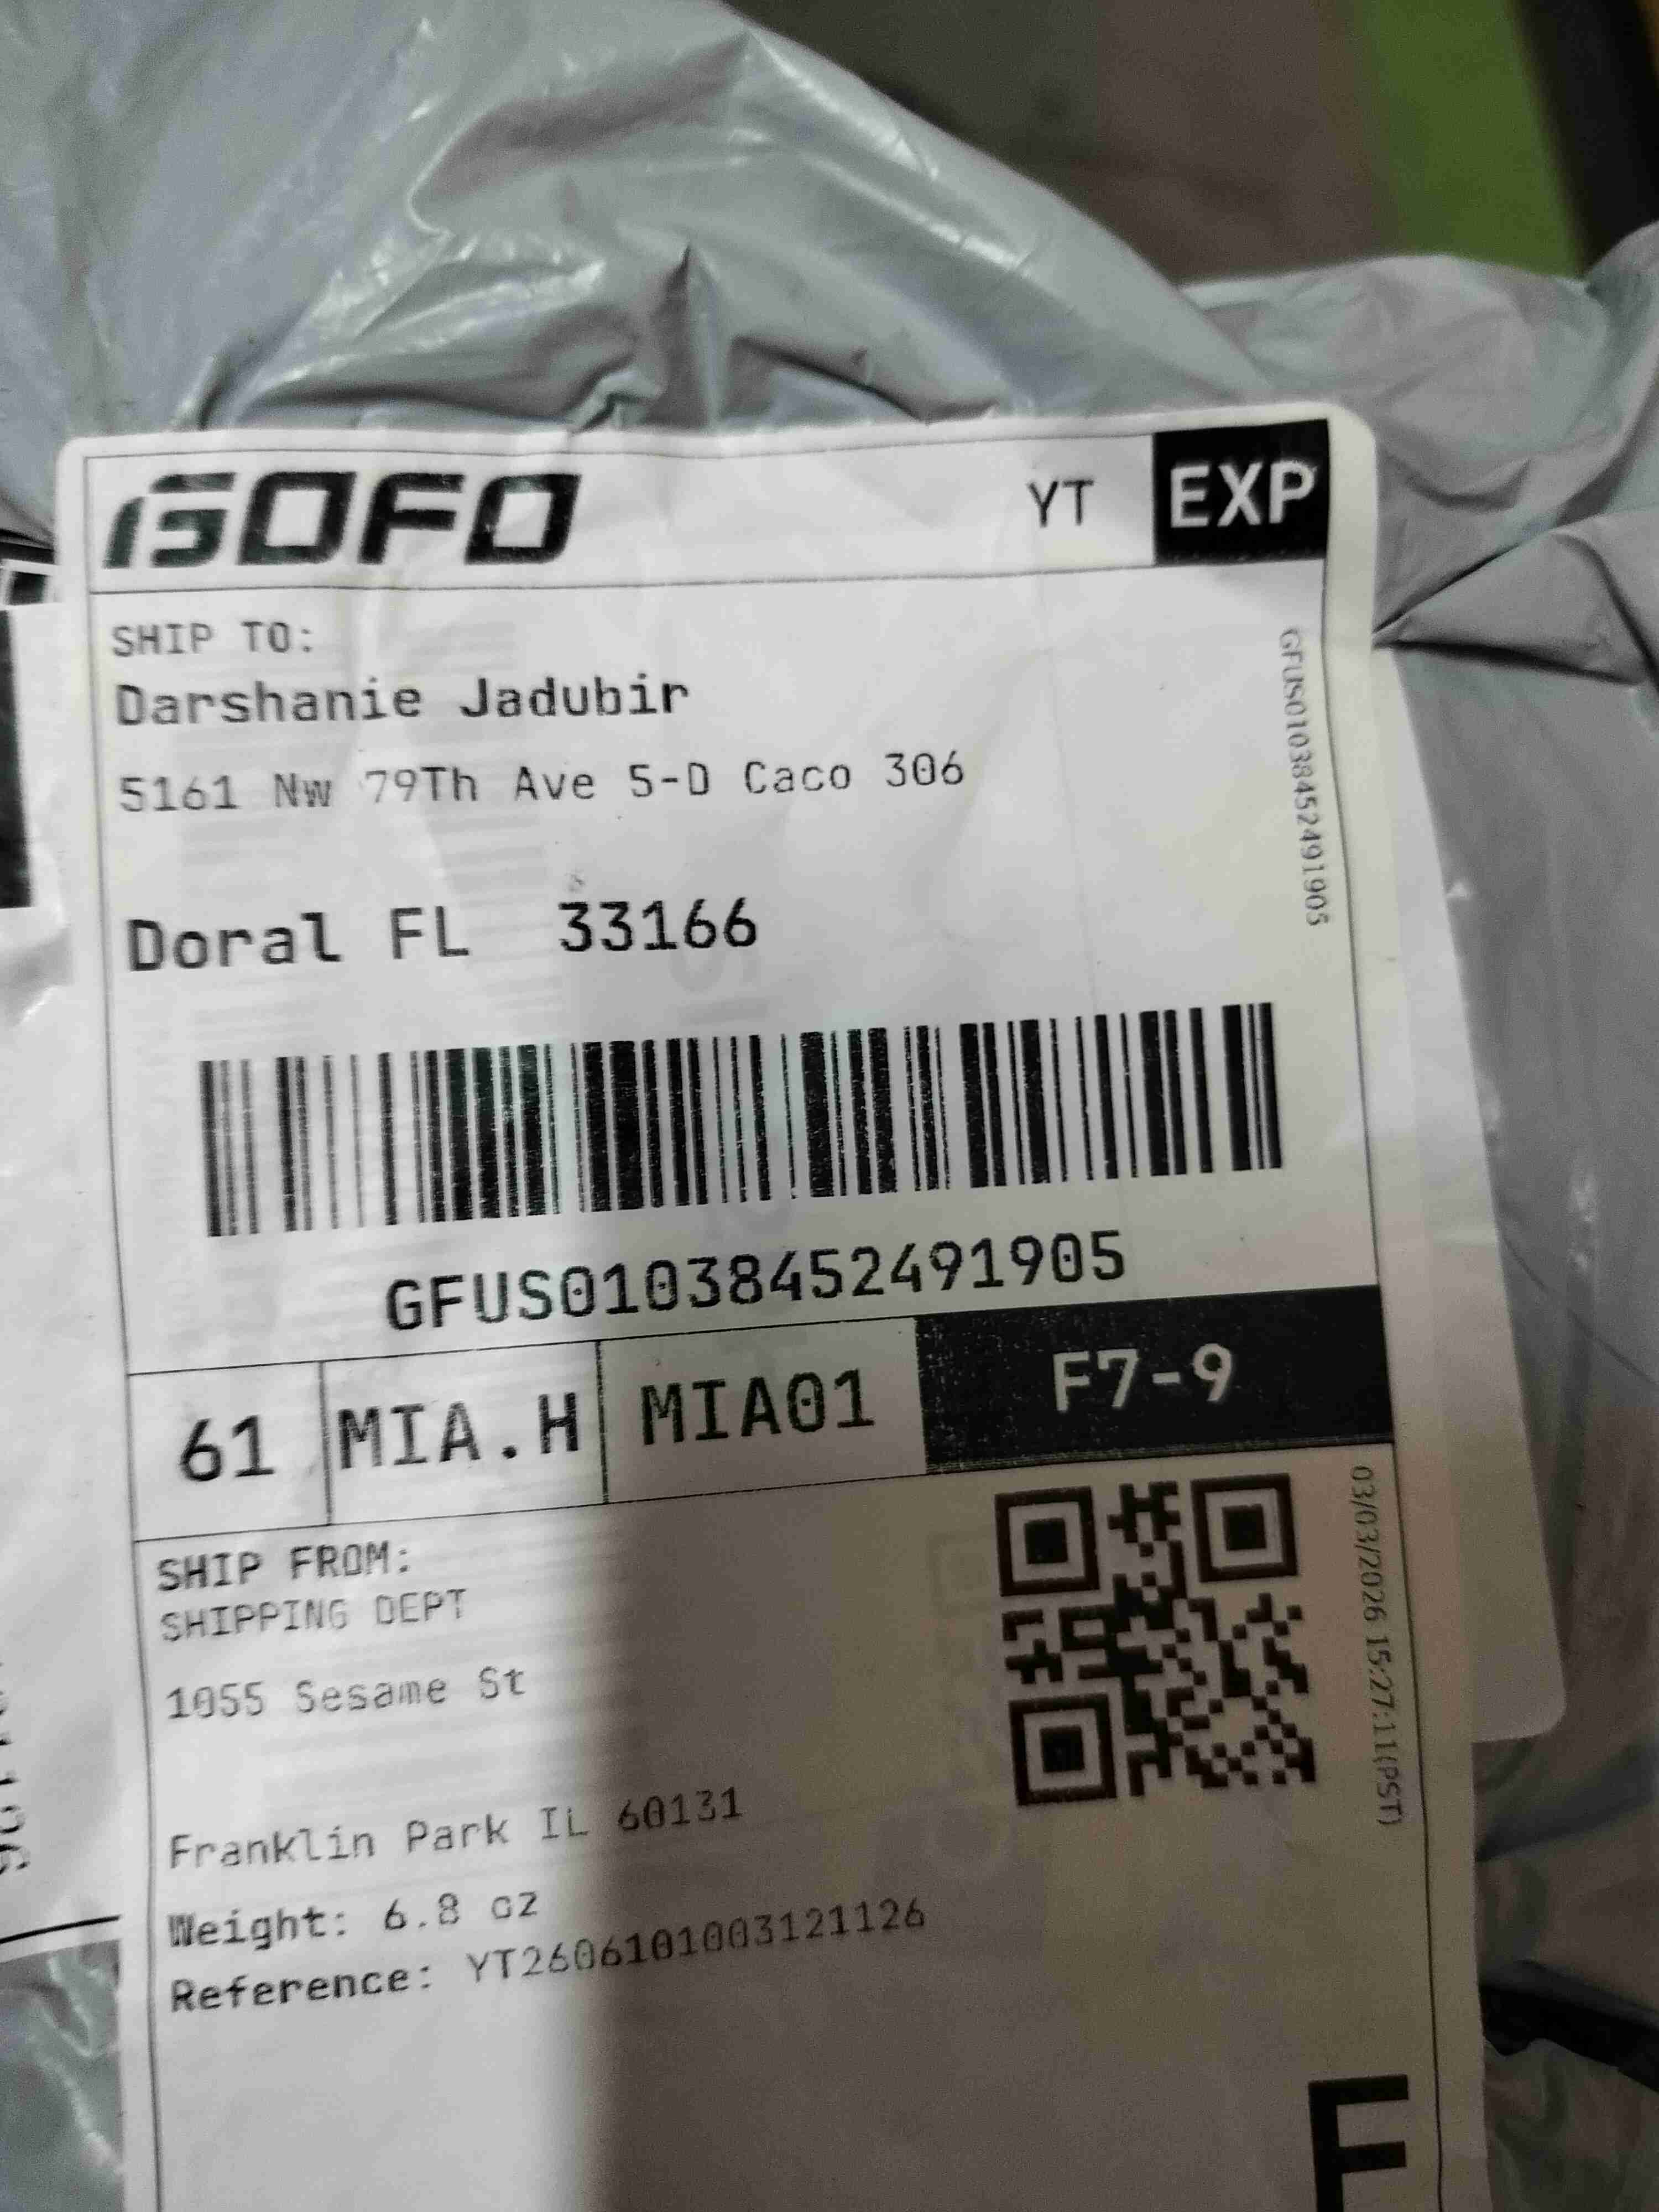 GOFO YT EXP
SHIP TO:
Darshanie Jadubir
5161 Nw 79Th Ave 5-D Caco 306
Doral FL 33166
GFUS01038452491905
GFUS01038452491905
61 MIA.H MIA01 F7-9
SHIP FROM:
SHIPPING DEPT
1055 Sesame St
Franklin Park IL 60131
Weight: 6.8 oz
Reference: YT2606101003121126
03/03/2026 15:27:11(PST)
F